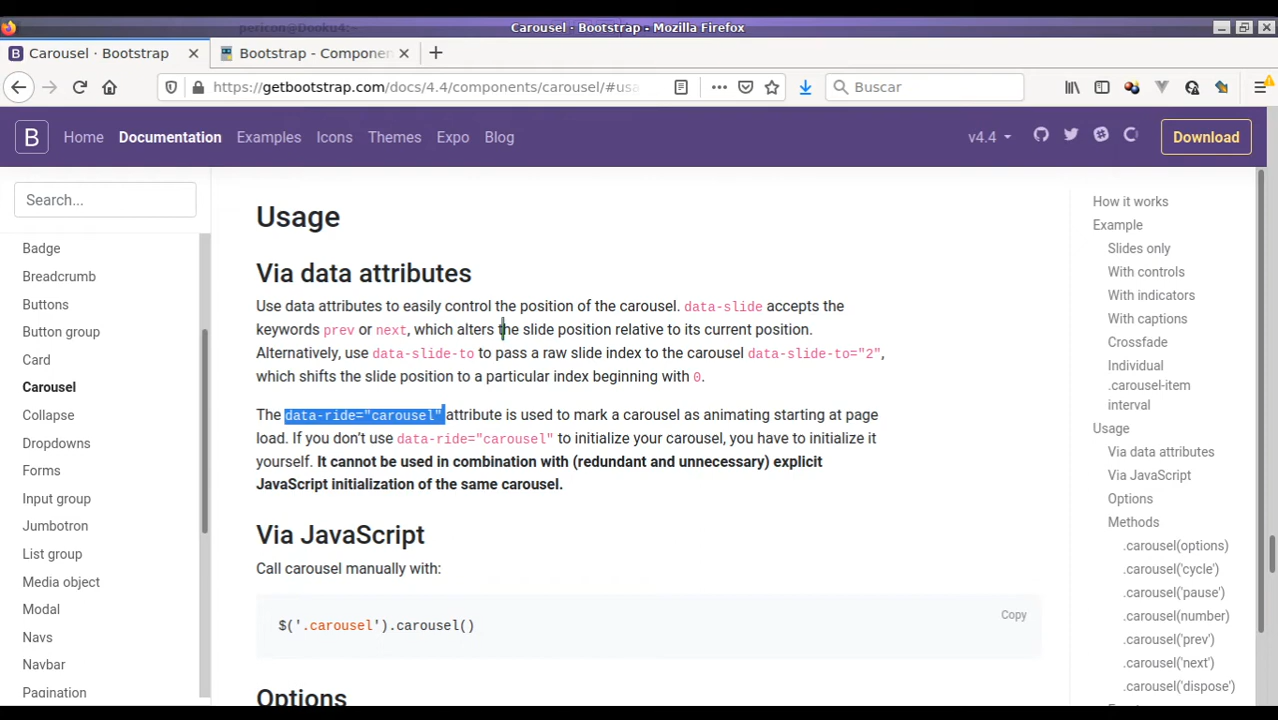 pericon@Dooku4:~
Carousel · Bootstrap - Mozilla Firefox
Carousel · Bootstrap
Bootstrap - Componen
https://getbootstrap.com/docs/4.4/components/carousel/#usa
Buscar
B Home Documentation Examples Icons Themes Expo Blog v4.4 Download
Search...
Badge
Breadcrumb
Buttons
Button group
Card
Carousel
Collapse
Dropdowns
Forms
Input group
Jumbotron
List group
Media object
Modal
Navs
Navbar
Pagination
Usage
Via data attributes
Use data attributes to easily control the position of the carousel. data-slide accepts the
keywords prev or next, which alters the slide position relative to its current position.
Alternatively, use data-slide-to to pass a raw slide index to the carousel data-slide-to="2",
which shifts the slide position to a particular index beginning with 0.
The data-ride="carousel" attribute is used to mark a carousel as animating starting at page
load. If you don't use data-ride="carousel" to initialize your carousel, you have to initialize it
yourself. It cannot be used in combination with (redundant and unnecessary) explicit
JavaScript initialization of the same carousel.
Via JavaScript
Call carousel manually with:
Copy
$('.carousel').carousel()
Options
How it works
Example
Slides only
With controls
With indicators
With captions
Crossfade
Individual
.carousel-item
interval
Usage
Via data attributes
Via JavaScript
Options
Methods
.carousel(options)
.carousel('cycle')
.carousel('pause')
.carousel(number)
.carousel('prev')
.carousel('next')
.carousel('dispose')